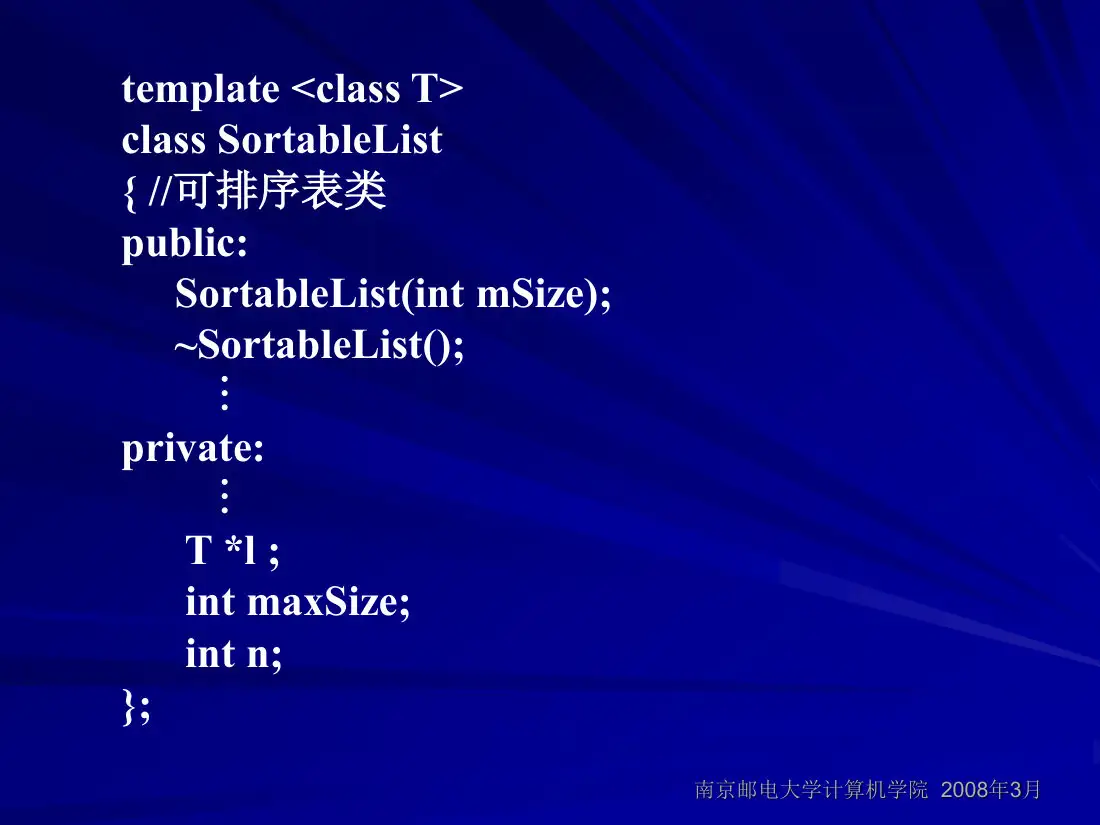 template <class T>
class SortableList
{ //可排序表类
public:
SortableList(int mSize);
~SortableList();
⋮
private:
⋮
T *l ;
int maxSize;
int n;
};
南京邮电大学计算机学院 2008年3月